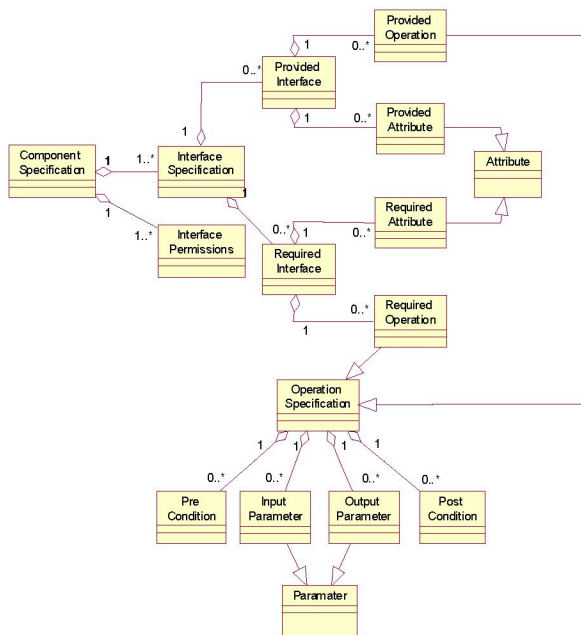 Provided
Operation
1
0..*
0..*
Provided
Interface
1
0..*
Provided
Attribute
1
Attribute
Component
Specification
1
1..*
Interface
Specification
1
1
1..*
Interface
Permissions
0..*
1
0..*
Required
Attribute
Required
Interface
1
0..*
Required
Operation
Operation
Specification
1
1
1
1
0..*
0..*
0..*
0..*
Pre
Condition
Input
Parameter
Output
Parameter
Post
Condition
Paramater